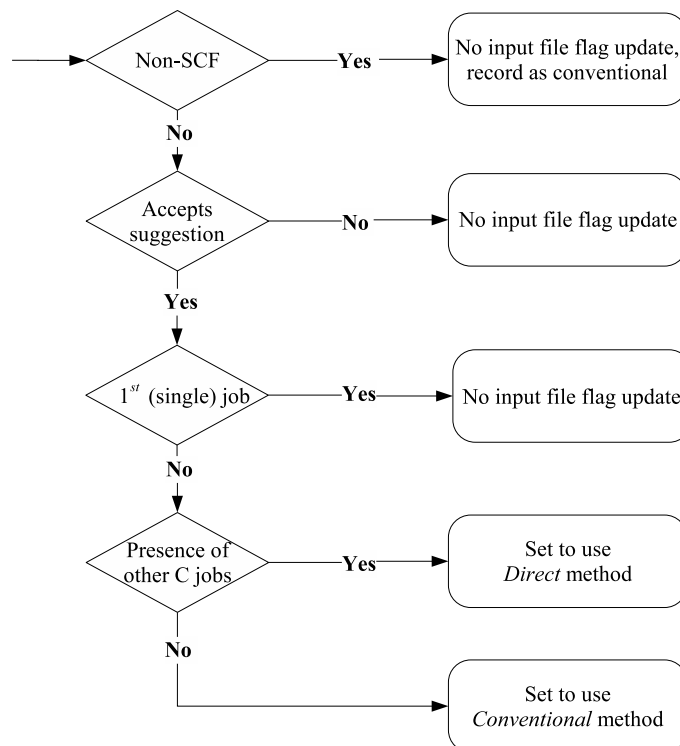 Non-SCF
Yes
No input file flag update,
record as conventional
No
Accepts
suggestion
No
No input file flag update
Yes
1st (single) job
Yes
No input file flag update
No
Presence of
other C jobs
Yes
Set to use
Direct method
No
Set to use
Conventional method